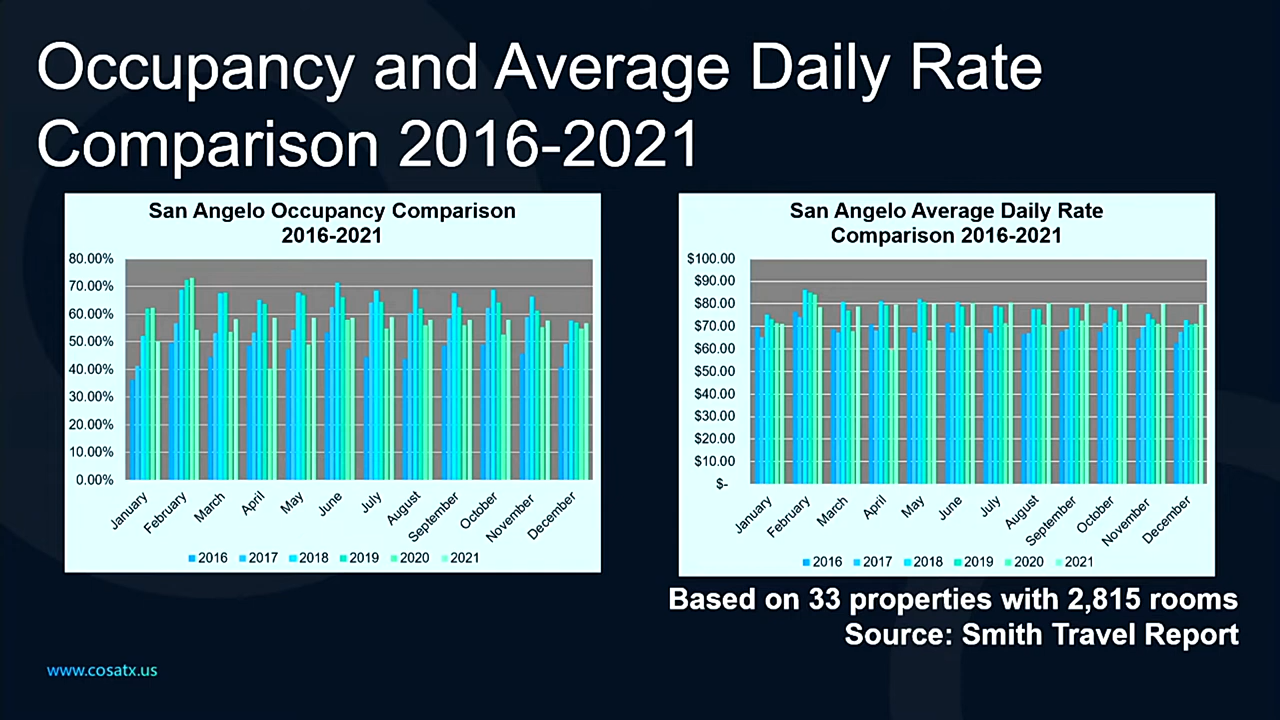 Occupancy and Average Daily Rate
Comparison 2016-2021
San Angelo Occupancy Comparison
2016-2021
80.00%
70.00%
60.00%
50.00%
40.00%
30.00%
20.00%
10.00%
0.00%
January
February
March
April
May
June
July
August
September
October
November
December
2016 2017 2018 2019 2020 2021
San Angelo Average Daily Rate
Comparison 2016-2021
$100.00
$90.00
$80.00
$70.00
$60.00
$50.00
$40.00
$30.00
$20.00
$10.00
$-
January
February
March
April
May
June
July
August
September
October
November
December
2016 2017 2018 2019 2020 2021
Based on 33 properties with 2,815 rooms
Source: Smith Travel Report
www.cosatx.us